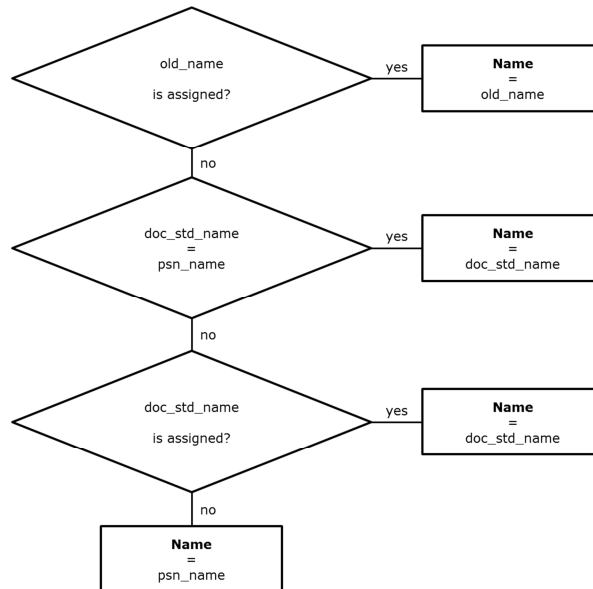 old_name
is assigned?
yes
Name
=
old_name
no
doc_std_name
=
psn_name
yes
Name
=
doc_std_name
no
doc_std_name
is assigned?
yes
Name
=
doc_std_name
no
Name
=
psn_name